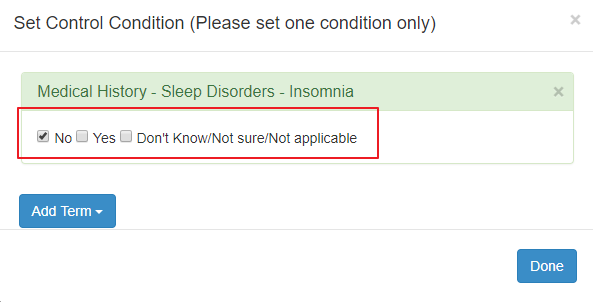 Set Control Condition (Please set one condition only) ×
Medical History - Sleep Disorders - Insomnia ×
No Yes Don't Know/Not sure/Not applicable
Add Term
Done